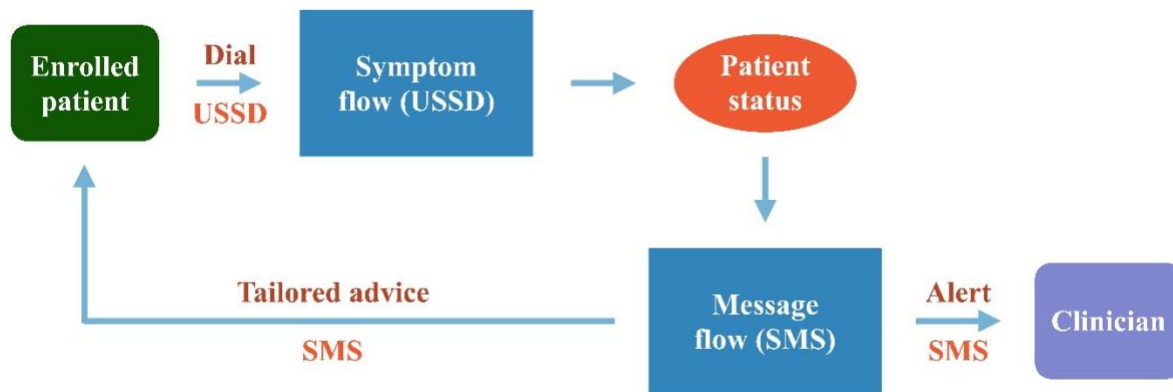 Enrolled
patient
Dial
USSD
Symptom
flow (USSD)
Patient
status
Tailored advice
SMS
Message
flow (SMS)
Alert
SMS
Clinician